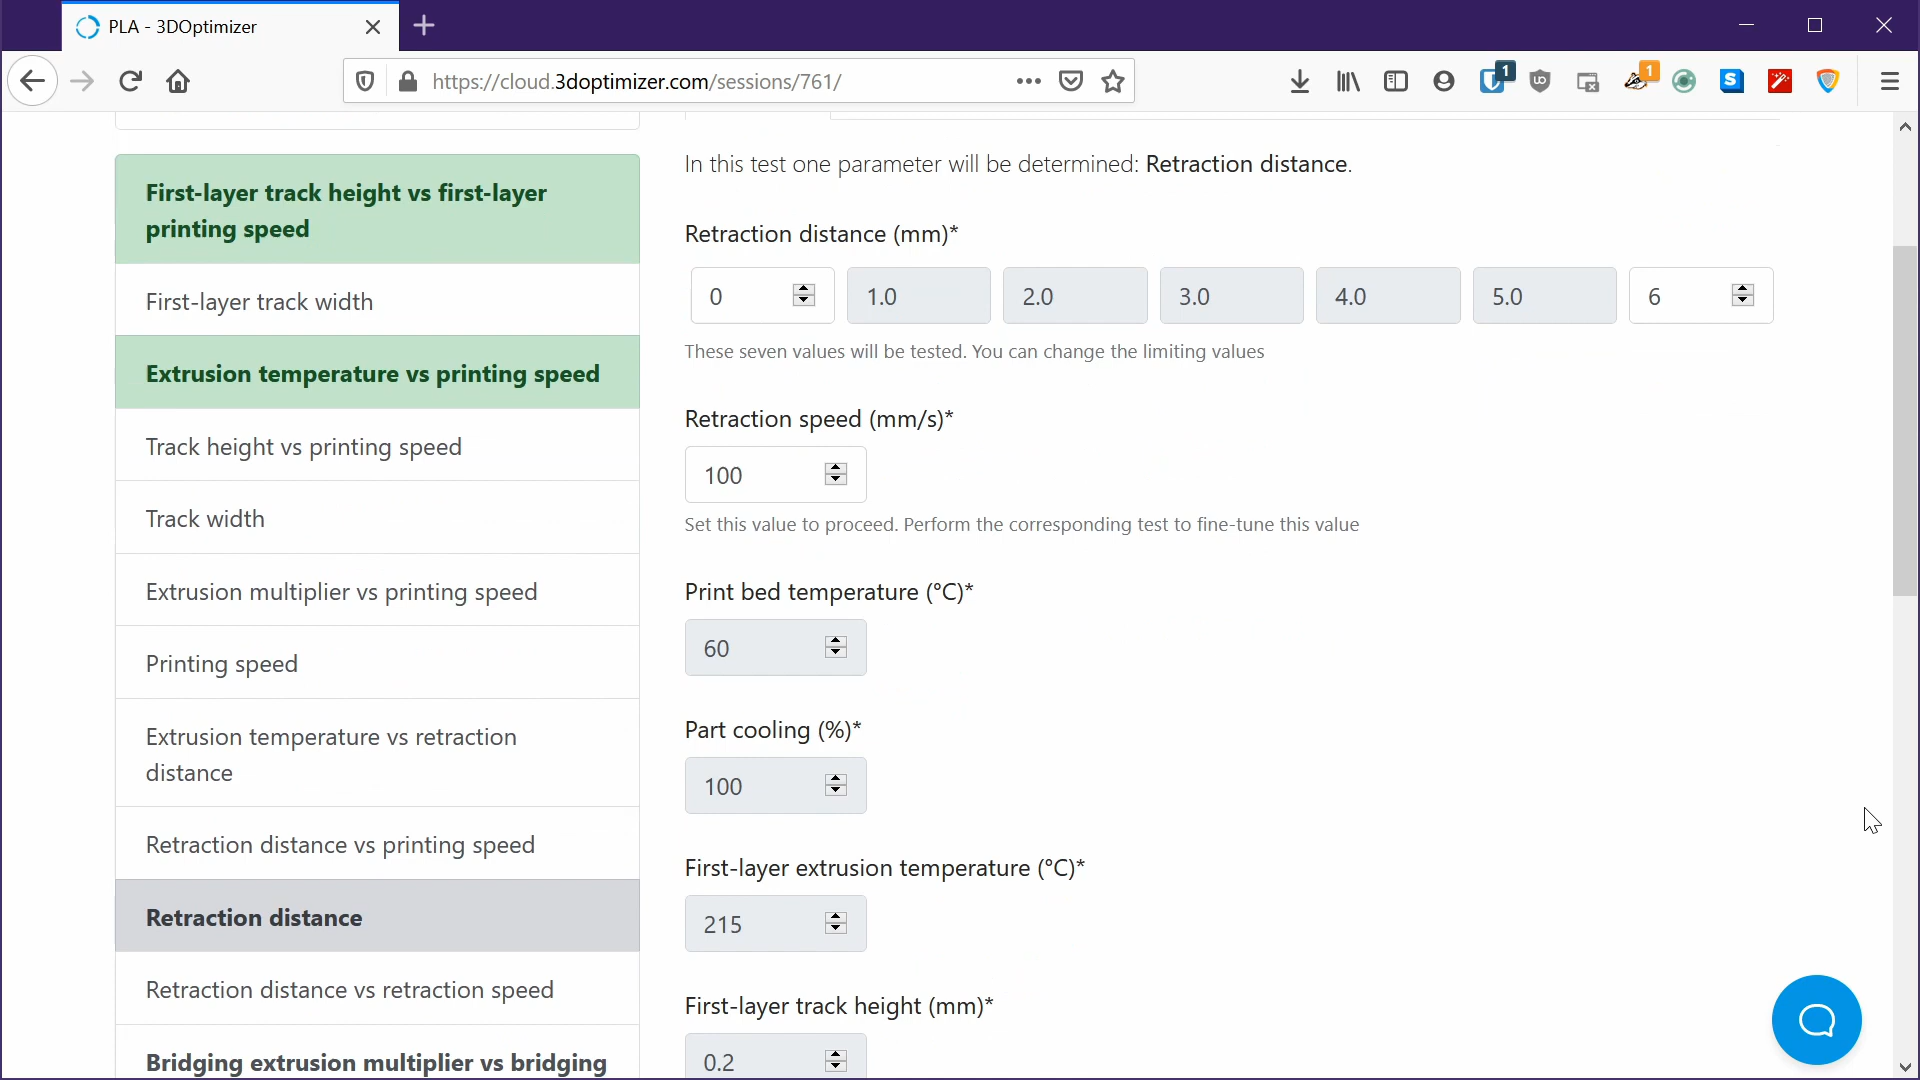 PLA - 3DOptimizer
https://cloud.3doptimizer.com/sessions/761/
1
1
S
First-layer track height vs first-layer
printing speed
First-layer track width
Extrusion temperature vs printing speed
Track height vs printing speed
Track width
Extrusion multiplier vs printing speed
Printing speed
Extrusion temperature vs retraction
distance
Retraction distance vs printing speed
Retraction distance
Retraction distance vs retraction speed
Bridging extrusion multiplier vs bridging
In this test one parameter will be determined: Retraction distance.
Retraction distance (mm)*
0 1.0 2.0 3.0 4.0 5.0 6
These seven values will be tested. You can change the limiting values
Retraction speed (mm/s)*
100
Set this value to proceed. Perform the corresponding test to fine-tune this value
Print bed temperature (°C)*
60
Part cooling (%)*
100
First-layer extrusion temperature (°C)*
215
First-layer track height (mm)*
0.2